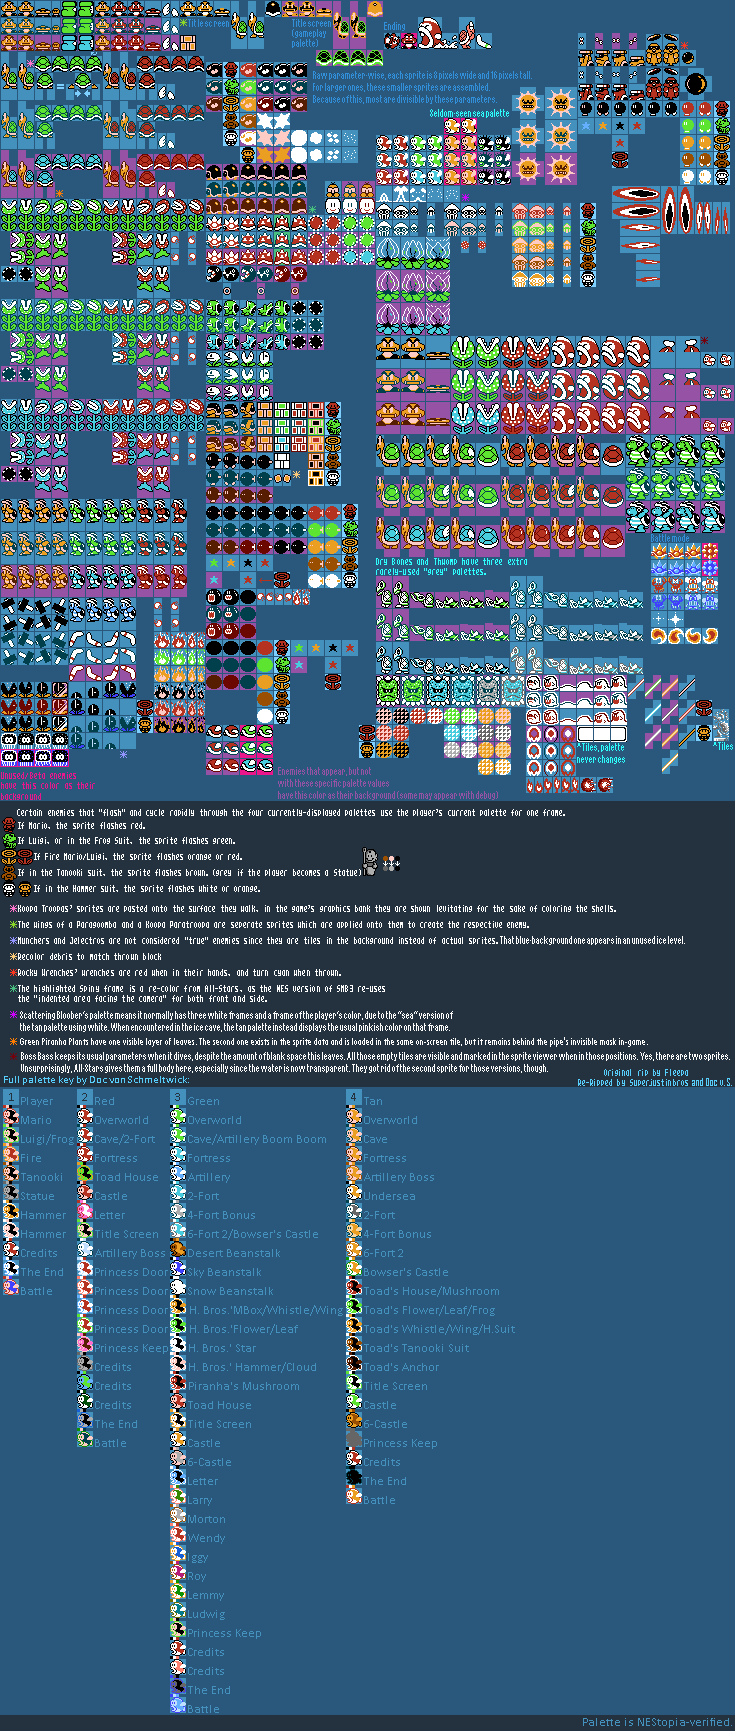 *Title screen
Title screen
(gameplay
palette)
Ending
Raw parameter-wise, each sprite is 8 pixels wide and 16 pixels tall.
For larger ones, these smaller sprites are assembled.
Because of this, most are divisible by these parameters.
Seldom-seen sea palette
Battle mode
Dry Bones and Thwomp have three extra
rarely-used "grey" palettes.
^Tiles, palette
never changes
^Tiles
Unused/Beta enemies
have this color as their
background
Enemies that appear, but not
with these specific palette values
have this color as their background (some may appear with debug)
Certain enemies that "flash" and cycle rapidly through the four currently-displayed palettes use the player's current palette for one frame.
If Mario, the sprite flashes red.
If Luigi, or in the Frog Suit, the sprite flashes green.
If Fire Mario/Luigi, the sprite flashes orange or red.
If in the Tanooki suit, the sprite flashes brown. (grey if the player becomes a Statue)
If in the Hammer suit, the sprite flashes white or orange.
*Koopa Troopas' sprites are pasted onto the surface they walk, in the game's graphics bank they are shown levitating for the sake of coloring the shells.
*The wings of a Paragoomba and a Koopa Paratroopa are seperate sprites which are applied onto them to create the respective enemy.
*Munchers and Jelectros are not considered "true" enemies since they are tiles in the background instead of actual sprites. That blue-background one appears in an unused ice level.
*Recolor debris to match thrown block
*Rocky Wrenches' wrenches are red when in their hands, and turn cyan when thrown.
*The highlighted Spiny frame is a re-color from All-Stars, as the NES version of SMB3 re-uses
the "indented area facing the camera" for both front and side.
*Scattering Bloober's palette means it normally has three white frames and a frame of the player's color, due to the "sea" version of
the tan palette using white. When encountered in the ice cave, the tan palette instead displays the usual pinkish color on that frame.
*Green Piranha Plants have one visible layer of leaves. The second one exists in the sprite data and is loaded in the same on-screen tile, but it remains behind the pipe's invisible mask in-game.
*Boss Bass keeps its usual parameters when it dives, despite the amount of blank space this leaves. All those empty tiles are visible and marked in the sprite viewer when in those positions. Yes, there are two sprites.
Unsurprisingly, All-Stars gives them a full body here, especially since the water is now transparent. They got rid of the second sprite for those versions, though.
Original rip by Fleepa
Re-Ripped by superjustinbros and Doc v.S.
Full palette key by Doc van Schmeltwick:
1 Player
Mario
Luigi/Frog
Fire
Tanooki
Statue
Hammer
Hammer
Credits
The End
Battle
2 Red
Overworld
Cave/2-Fort
Fortress
Toad House
Castle
Letter
Title Screen
Artillery Boss
Princess Door
Princess Door
Princess Door
Princess Door
Princess Keep
Credits
Credits
Credits
The End
Battle
3 Green
Overworld
Cave/Artillery Boom Boom
Fortress
Artillery
2-Fort
4-Fort Bonus
6-Fort 2/Bowser's Castle
Desert Beanstalk
Sky Beanstalk
Snow Beanstalk
H. Bros.'MBox/Whistle/Wing
H. Bros.'Flower/Leaf
H. Bros.' Star
H. Bros.' Hammer/Cloud
Piranha's Mushroom
Toad House
Title Screen
Castle
6-Castle
Letter
Larry
Morton
Wendy
Iggy
Roy
Lemmy
Ludwig
Princess Keep
Credits
Credits
The End
Battle
4 Tan
Overworld
Cave
Fortress
Artillery Boss
Undersea
2-Fort
4-Fort Bonus
6-Fort 2
Bowser's Castle
Toad's House/Mushroom
Toad's Flower/Leaf/Frog
Toad's Whistle/Wing/H.Suit
Toad's Tanooki Suit
Toad's Anchor
Title Screen
Castle
6-Castle
Princess Keep
Credits
The End
Battle
Palette is NEStopia-verified.